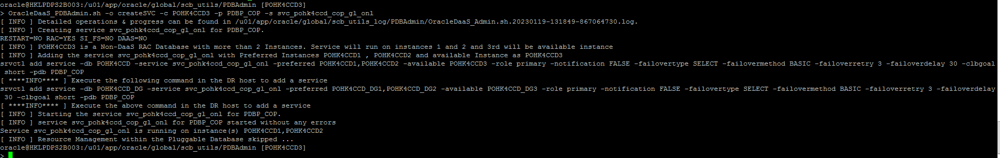 oracle@HKLPDPS2B003:/u01/app/oracle/global/scb_utils/PDBAdmin [POHK4CCD3]
> OracleDaaS_PDBAdmin.sh -o createSVC -c POHK4CCD3 -p PDBP_COP -s svc_pohk4ccd_cop_gl_onl
[ INFO ] Detailed operations & progress can be found in /u01/app/oracle/global/scb_utils_log/PDBAdmin/OracleDaaS_Admin.sh.20230119-131849-867064730.log.
[ INFO ] Creating service svc_pohk4ccd_cop_gl_onl for PDBP_COP.
RESTART=NO RAC=YES SI_FS=NO DAAS=NO
[ INFO ] POHK4CCD3 is a Non-DaaS RAC Database with more than 2 Instances. Service will run on instances 1 and 2 and 3rd will be available instance
[ INFO ] Adding the service svc_pohk4ccd_cop_gl_onl with Preferred Instances POHK4CCD1 , POHK4CCD2 and available Instance as POHK4CCD3
srvctl add service -db POHK4CCD -service svc_pohk4ccd_cop_gl_onl -preferred POHK4CCD1,POHK4CCD2 -available POHK4CCD3 -role primary -notification FALSE -failovertype SELECT -failovermethod BASIC -failoverretry 3 -failoverdelay 30 -clbgoal
short -pdb PDBP_COP
[ ****INFO**** ] Execute the following command in the DR host to add a service
srvctl add service -db POHK4CCD_DG -service svc_pohk4ccd_cop_gl_onl -preferred POHK4CCD_DG1,POHK4CCD_DG2 -available POHK4CCD_DG3 -role primary -notification FALSE -failovertype SELECT -failovermethod BASIC -failoverretry 3 -failoverdelay
30 -clbgoal short -pdb PDBP_COP
[ ****INFO**** ] Execute the above command in the DR host to add a service
[ INFO ] Starting the service svc_pohk4ccd_cop_gl_onl for PDBP_COP.
[ INFO ] service svc_pohk4ccd_cop_gl_onl for PDBP_COP started without any errors
Service svc_pohk4ccd_cop_gl_onl is running on instance(s) POHK4CCD1,POHK4CCD2
[ INFO ] Resource Management within the Pluggable Database skipped ...
oracle@HKLPDPS2B003:/u01/app/oracle/global/scb_utils/PDBAdmin [POHK4CCD3]
>